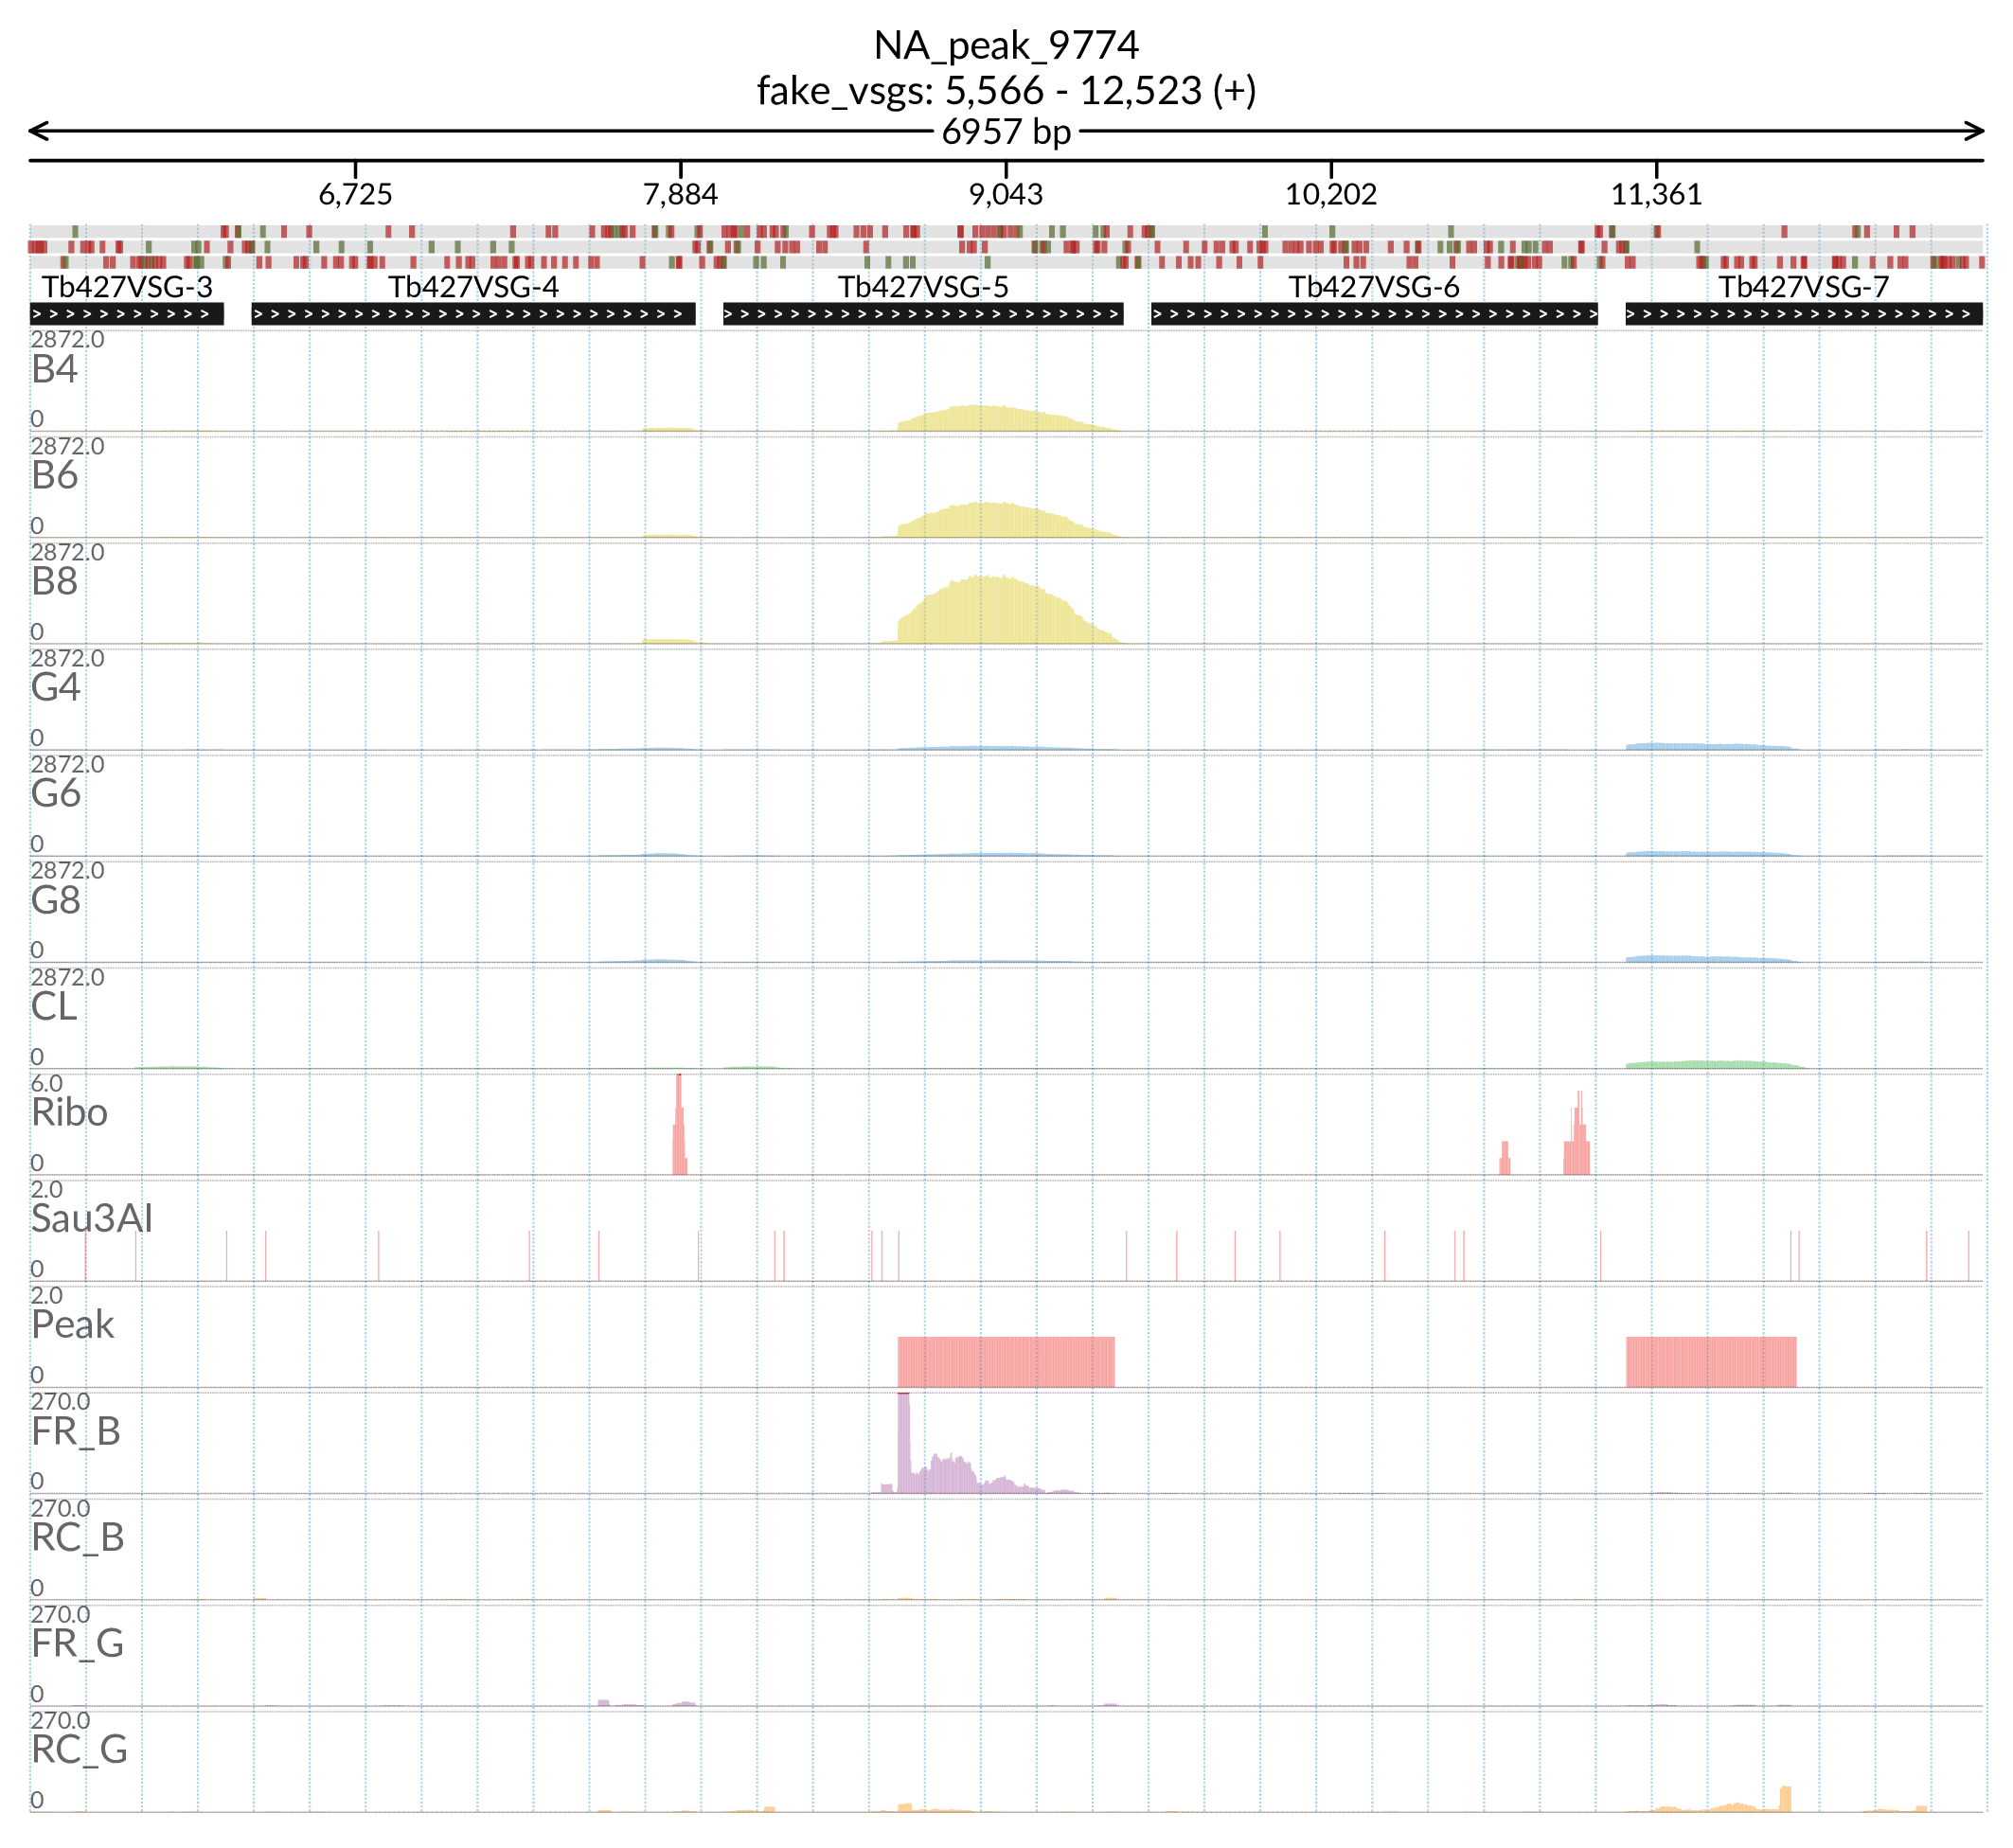 NA_peak_9774
fake_vsgs: 5,566 - 12,523 (+)
6957 bp
6,725 7,884 9,043 10,202 11,361
Tb427VSG-3 Tb427VSG-4 Tb427VSG-5 Tb427VSG-6 Tb427VSG-7
2872.0
B4
0
2872.0
B6
0
2872.0
B8
0
2872.0
G4
0
2872.0
G6
0
2872.0
G8
0
2872.0
CL
0
6.0
Ribo
0
2.0
Sau3AI
0
2.0
Peak
0
270.0
FR_B
0
270.0
RC_B
0
270.0
FR_G
0
270.0
RC_G
0